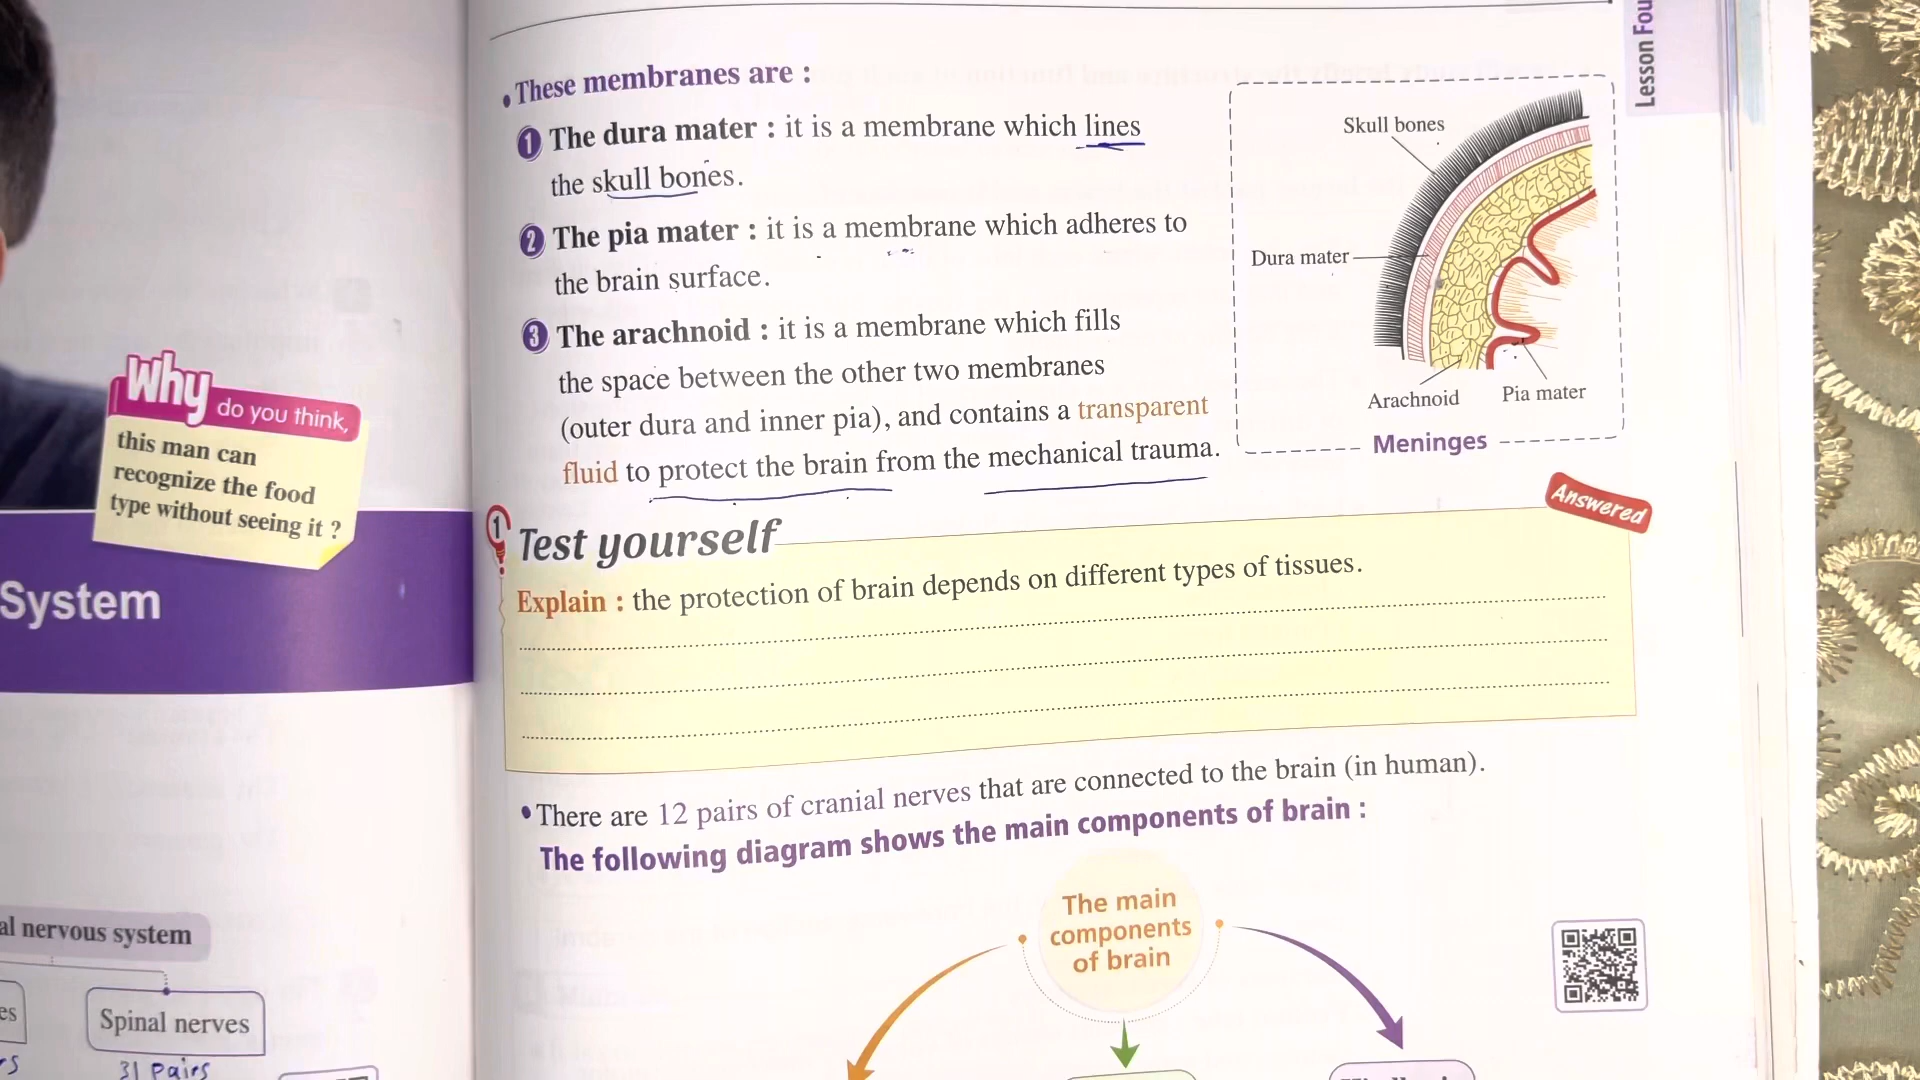 Why
do you think,
this man can
recognize the food
type without seeing it ?
System
al nervous system
es
Spinal nerves
rs
31 pairs
Lesson Fou
• These membranes are :
1 The dura mater : it is a membrane which lines
the skull bones.
2 The pia mater : it is a membrane which adheres to
the brain surface.
3 The arachnoid : it is a membrane which fills
the space between the other two membranes
(outer dura and inner pia), and contains a transparent
fluid to protect the brain from the mechanical trauma.
Skull bones
Dura mater
Arachnoid
Pia mater
Meninges
1 Test yourself
Answered
Explain : the protection of brain depends on different types of tissues.
• There are 12 pairs of cranial nerves that are connected to the brain (in human).
The following diagram shows the main components of brain :
The main
components
of brain